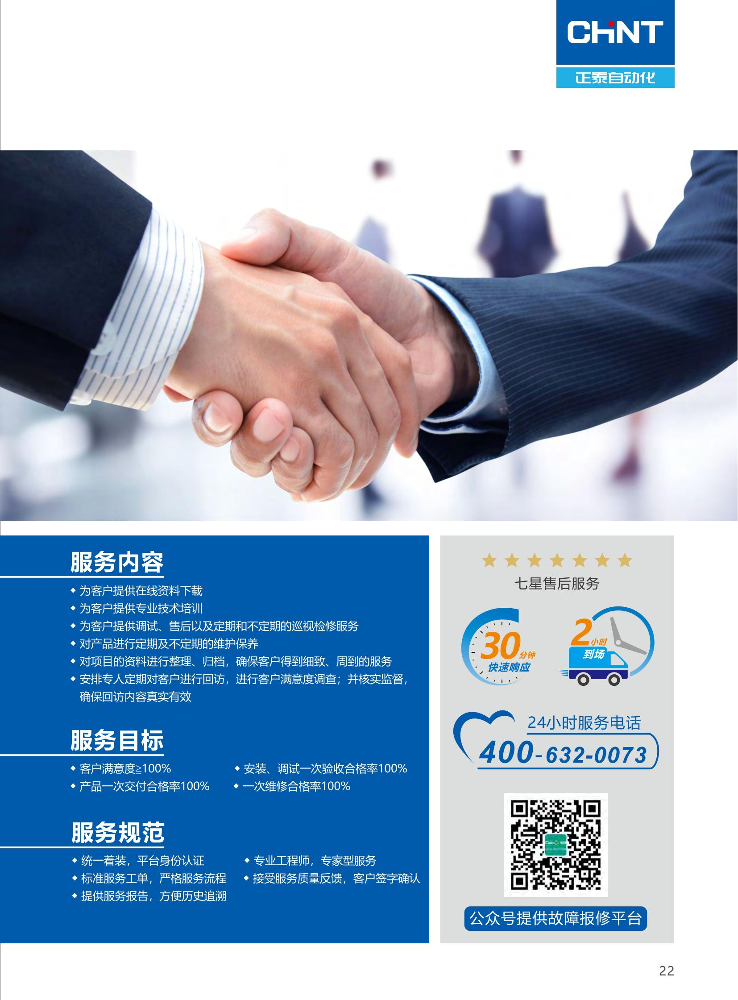 CHNT
正泰自动化
服务内容
为客户提供在线资料下载
为客户提供专业技术培训
为客户提供调试、售后以及定期和不定期的巡视检修服务
对产品进行定期及不定期的维护保养
对项目的资料进行整理、归档，确保客户得到细致、周到的服务
安排专人定期对客户进行回访，进行客户满意度调查；并核实监督，
确保回访内容真实有效
服务目标
客户满意度≧100%
安装、调试一次验收合格率100%
产品一次交付合格率100%
一次维修合格率100%
服务规范
统一着装，平台身份认证
专业工程师，专家型服务
标准服务工单，严格服务流程
接受服务质量反馈，客户签字确认
提供服务报告，方便历史追溯
七星售后服务
30分钟
快速响应
2小时
到场
24小时服务电话
400-632-0073
公众号提供故障报修平台
22